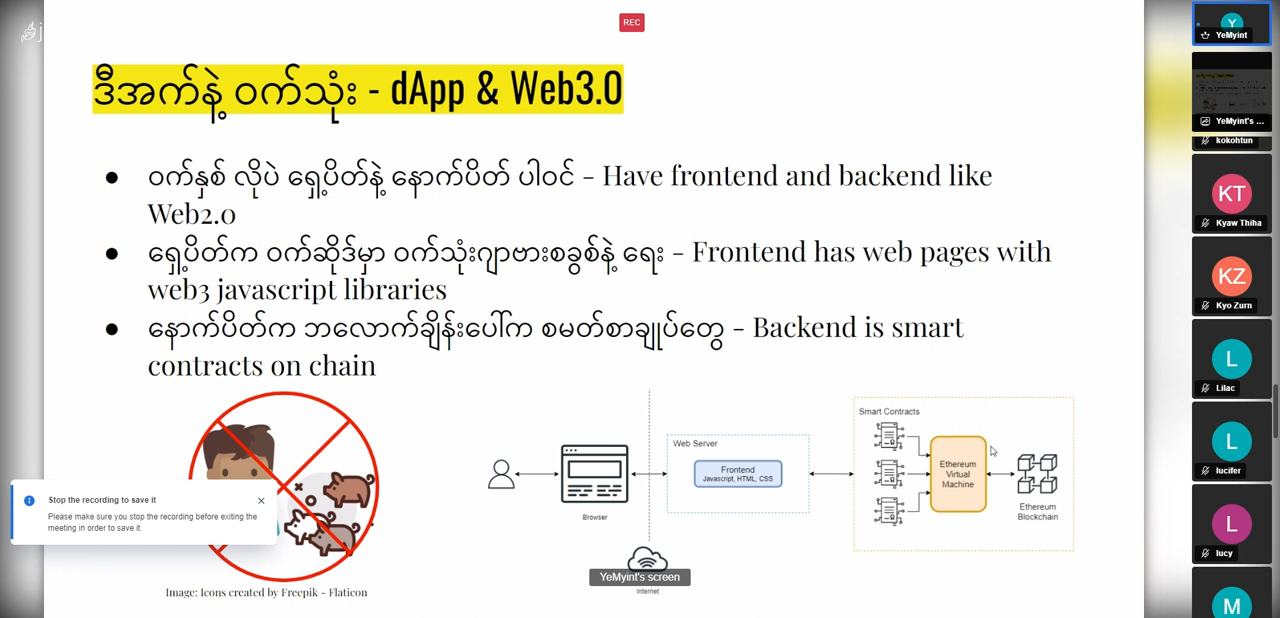 REC
YeMyint
ဒီအက်နဲ့ ဝက်သုံး - dApp & Web3.0
YeMyint's ...
kokohtun
ဝက်နှစ် လိုပဲ ရှေ့ပိတ်နဲ့ နောက်ပိတ် ပါဝင် – Have frontend and backend like
Web2.0
KT
Kyaw Thiha
ရှေ့ပိတ်က ဝက်ဆိုဒ်မှာ ဝက်သုံးဂျာဗားစခွစ်နဲ့ ရေး – Frontend has web pages with
web3 javascript libraries
KZ
Kyo Zurn
နောက်ပိတ်က ဘလောက်ချိန်းပေါ်က စမတ်စာချုပ်တွေ – Backend is smart
contracts on chain
L
Lilac
Smart Contracts
Web Server
Frontend
Javascript, HTML, CSS
Ethereum
Virtual
Machine
Browser
Ethereum
Blockchain
L
lucifer
Stop the recording to save it
Please make sure you stop the recording before exiting the
meeting in order to save it.
L
lucy
YeMyint's screen
Internet
Image: Icons created by Freepik - Flaticon
M